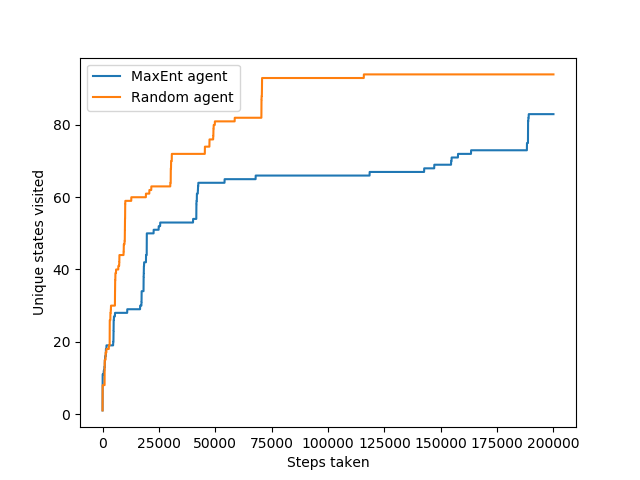 MaxEnt agent
Random agent
Unique states visited
80
60
40
20
0
0 25000 50000 75000 100000 125000 150000 175000 200000
Steps taken